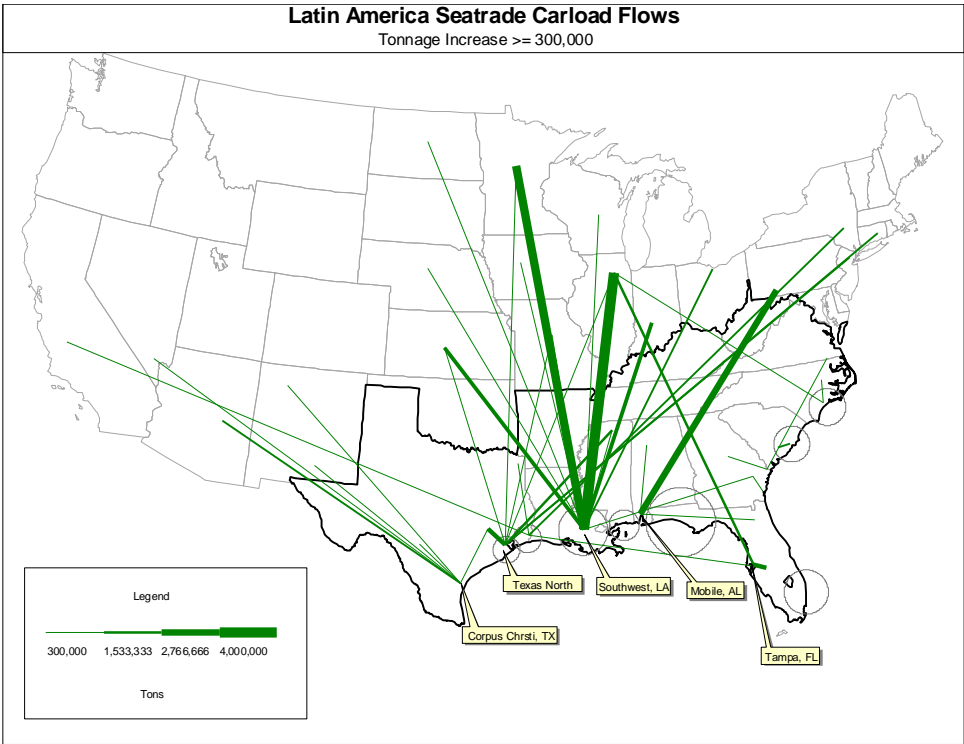 Latin America Seatrade Carload Flows
Tonnage Increase >= 300,000
Texas North
Southwest, LA
Mobile, AL
Corpus Chrsti, TX
Tampa, FL
Legend
300,000 1,533,333 2,766,666 4,000,000
Tons